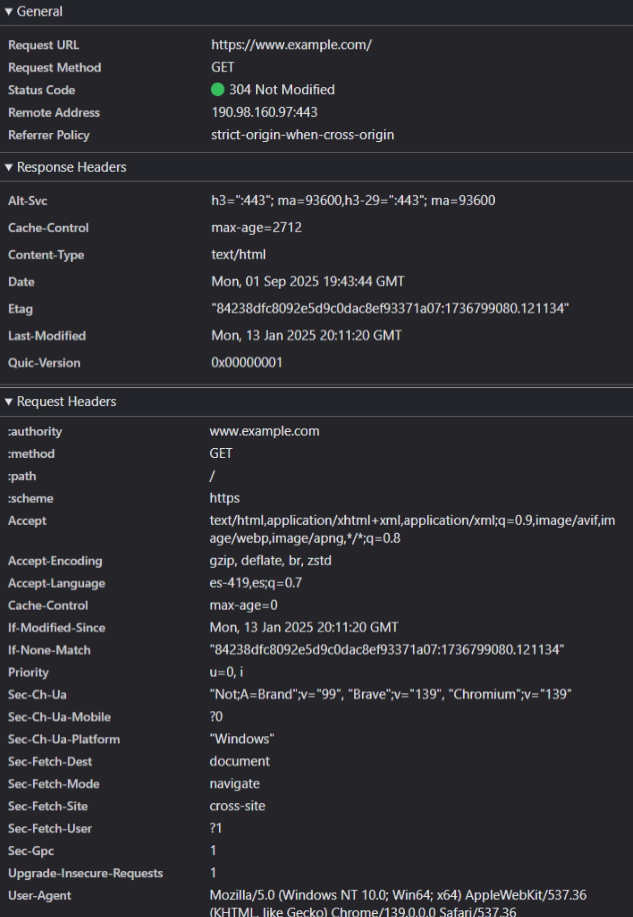 ▼ General
Request URL https://www.example.com/
Request Method GET
Status Code 304 Not Modified
Remote Address 190.98.160.97:443
Referrer Policy strict-origin-when-cross-origin
▼ Response Headers
Alt-Svc h3=":443"; ma=93600,h3-29=":443"; ma=93600
Cache-Control max-age=2712
Content-Type text/html
Date Mon, 01 Sep 2025 19:43:44 GMT
Etag "84238dfc8092e5d9c0dac8ef93371a07:1736799080.121134"
Last-Modified Mon, 13 Jan 2025 20:11:20 GMT
Quic-Version 0x00000001
▼ Request Headers
:authority www.example.com
:method GET
:path /
:scheme https
Accept text/html,application/xhtml+xml,application/xml;q=0.9,image/avif,im
age/webp,image/apng,*/*;q=0.8
Accept-Encoding gzip, deflate, br, zstd
Accept-Language es-419,es;q=0.7
Cache-Control max-age=0
If-Modified-Since Mon, 13 Jan 2025 20:11:20 GMT
If-None-Match "84238dfc8092e5d9c0dac8ef93371a07:1736799080.121134"
Priority u=0, i
Sec-Ch-Ua "Not;A=Brand";v="99", "Brave";v="139", "Chromium";v="139"
Sec-Ch-Ua-Mobile ?0
Sec-Ch-Ua-Platform "Windows"
Sec-Fetch-Dest document
Sec-Fetch-Mode navigate
Sec-Fetch-Site cross-site
Sec-Fetch-User ?1
Sec-Gpc 1
Upgrade-Insecure-Requests 1
User-Agent Mozilla/5.0 (Windows NT 10.0; Win64; x64) AppleWebKit/537.36
(KHTML, like Gecko) Chrome/139.0.0.0 Safari/537.36